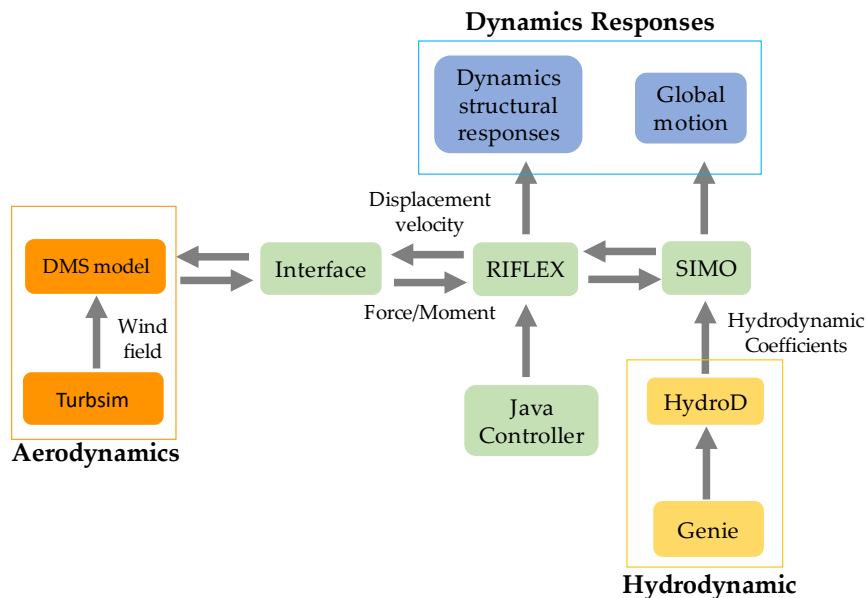 Dynamics Responses
Dynamics
structural
responses
Global
motion
Displacement
velocity
DMS model
Interface
RIFLEX
SIMO
Force/Moment
Wind
field
Hydrodynamic
Coefficients
Turbsim
Java
Controller
HydroD
Aerodynamics
Genie
Hydrodynamic